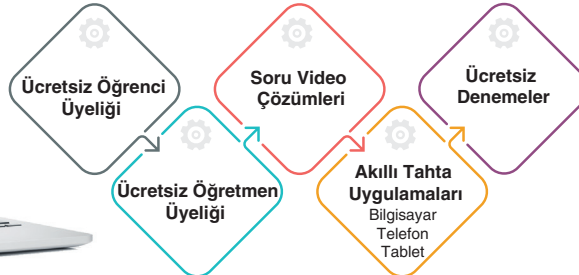 Ücretsiz Öğrenci
Üyeliği
Ücretsiz Öğretmen
Üyeliği
Soru Video
Çözümleri
Akıllı Tahta
Uygulamaları
Bilgisayar
Telefon
Tablet
Ücretsiz
Denemeler